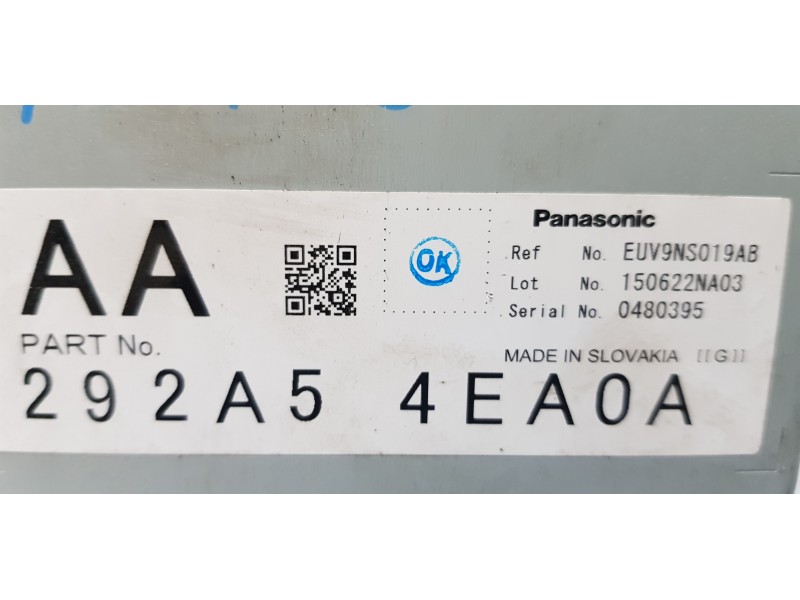 AA
OK
Panasonic
Ref No. EUV9NS019AB
Lot No. 150622NA03
Serial No. 0480395
PART No.
MADE IN SLOVAKIA [[G]]
292A5 4EA0A